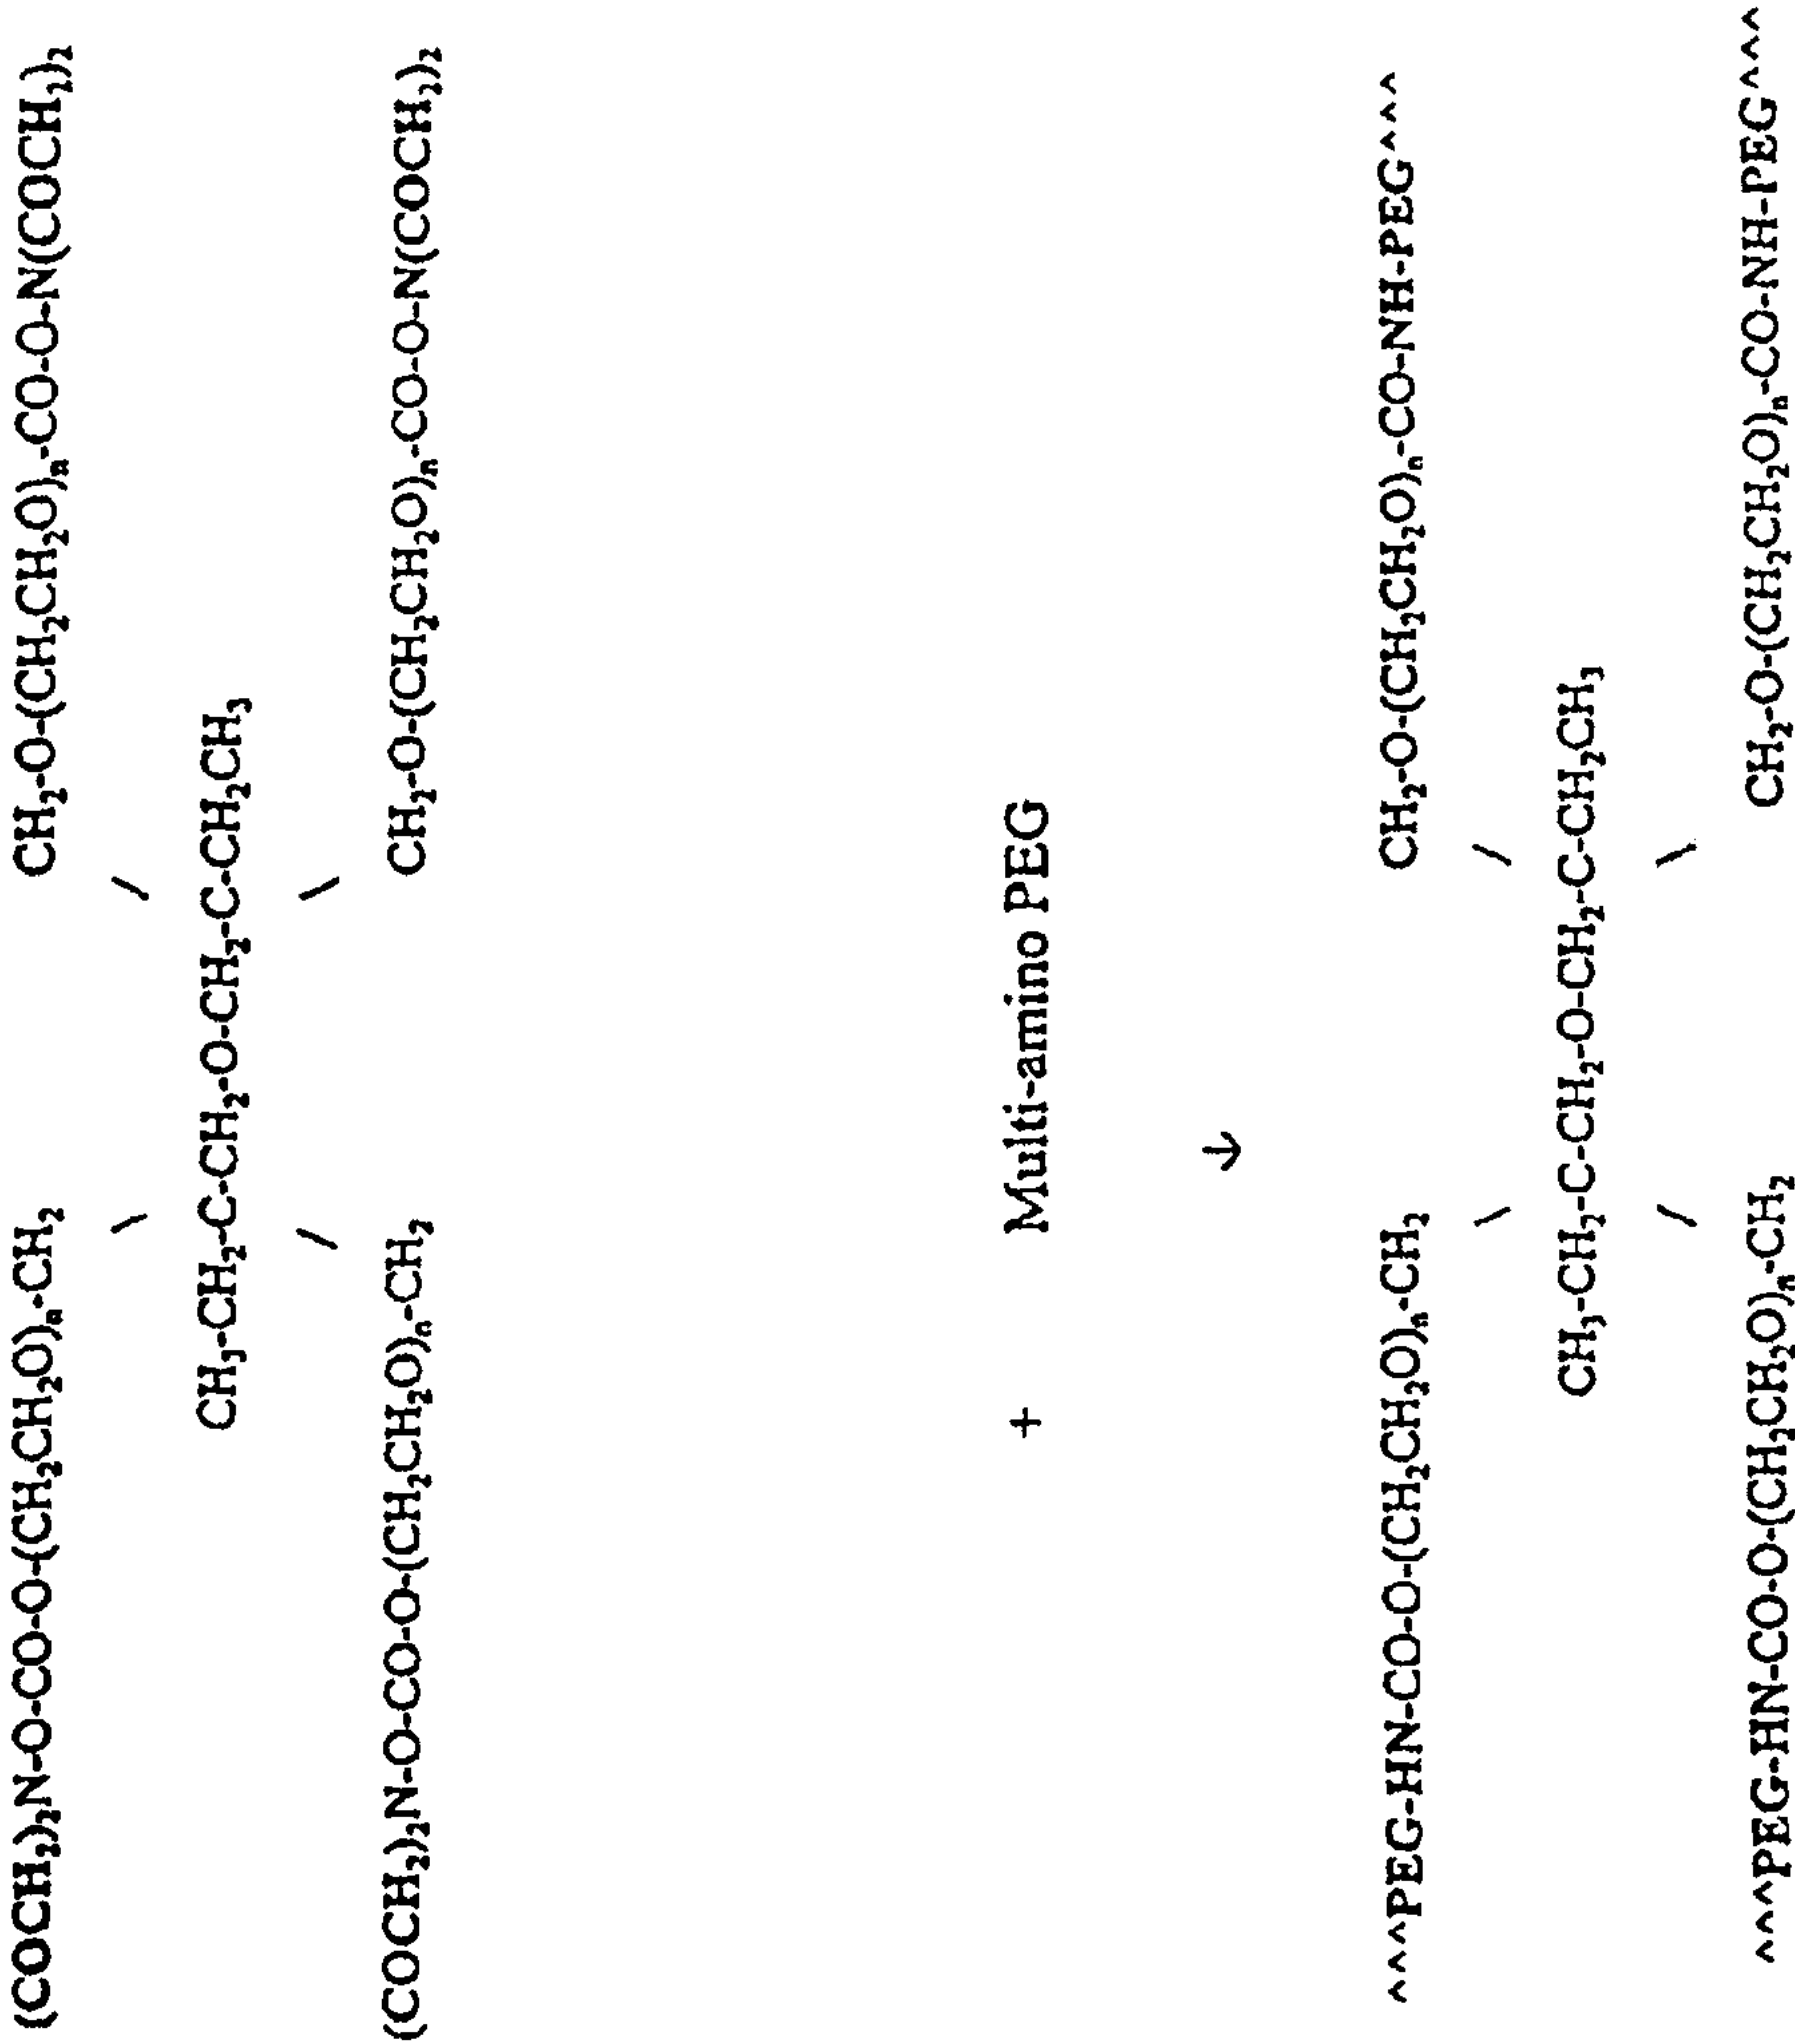 (COCH₂)₂N-O-CO-O-(CH₂CH₂O)ₙ-CH₂ CH₂-O-(CH₂CH₂O)ₙ-CO-O-N(COCH₂)₂
\ /
CH₃-CH₂-C-CH₂-O-CH₂-C-CH₂CH₃
/ \
(COCH₂)₂N-O-CO-O-(CH₂CH₂O)ₙ-CH₂ CH₂-O-(CH₂CH₂O)ₙ-CO-O-N(COCH₂)₂
+ Multi-amino PEG
↓
^^^PEG-HN-CO-O-(CH₂CH₂O)ₙ-CH₂ CH₂-O-(CH₂CH₂O)ₙ-CO-NH-PEG^^^
\ /
CH₃-CH₂-C-CH₂-O-CH₂-C-CH₂CH₃
/ \
^^^PEG-HN-CO-O-(CH₂CH₂O)ₙ-CH₂ CH₂-O-(CH₂CH₂O)ₙ-CO-NH-PEG^^^